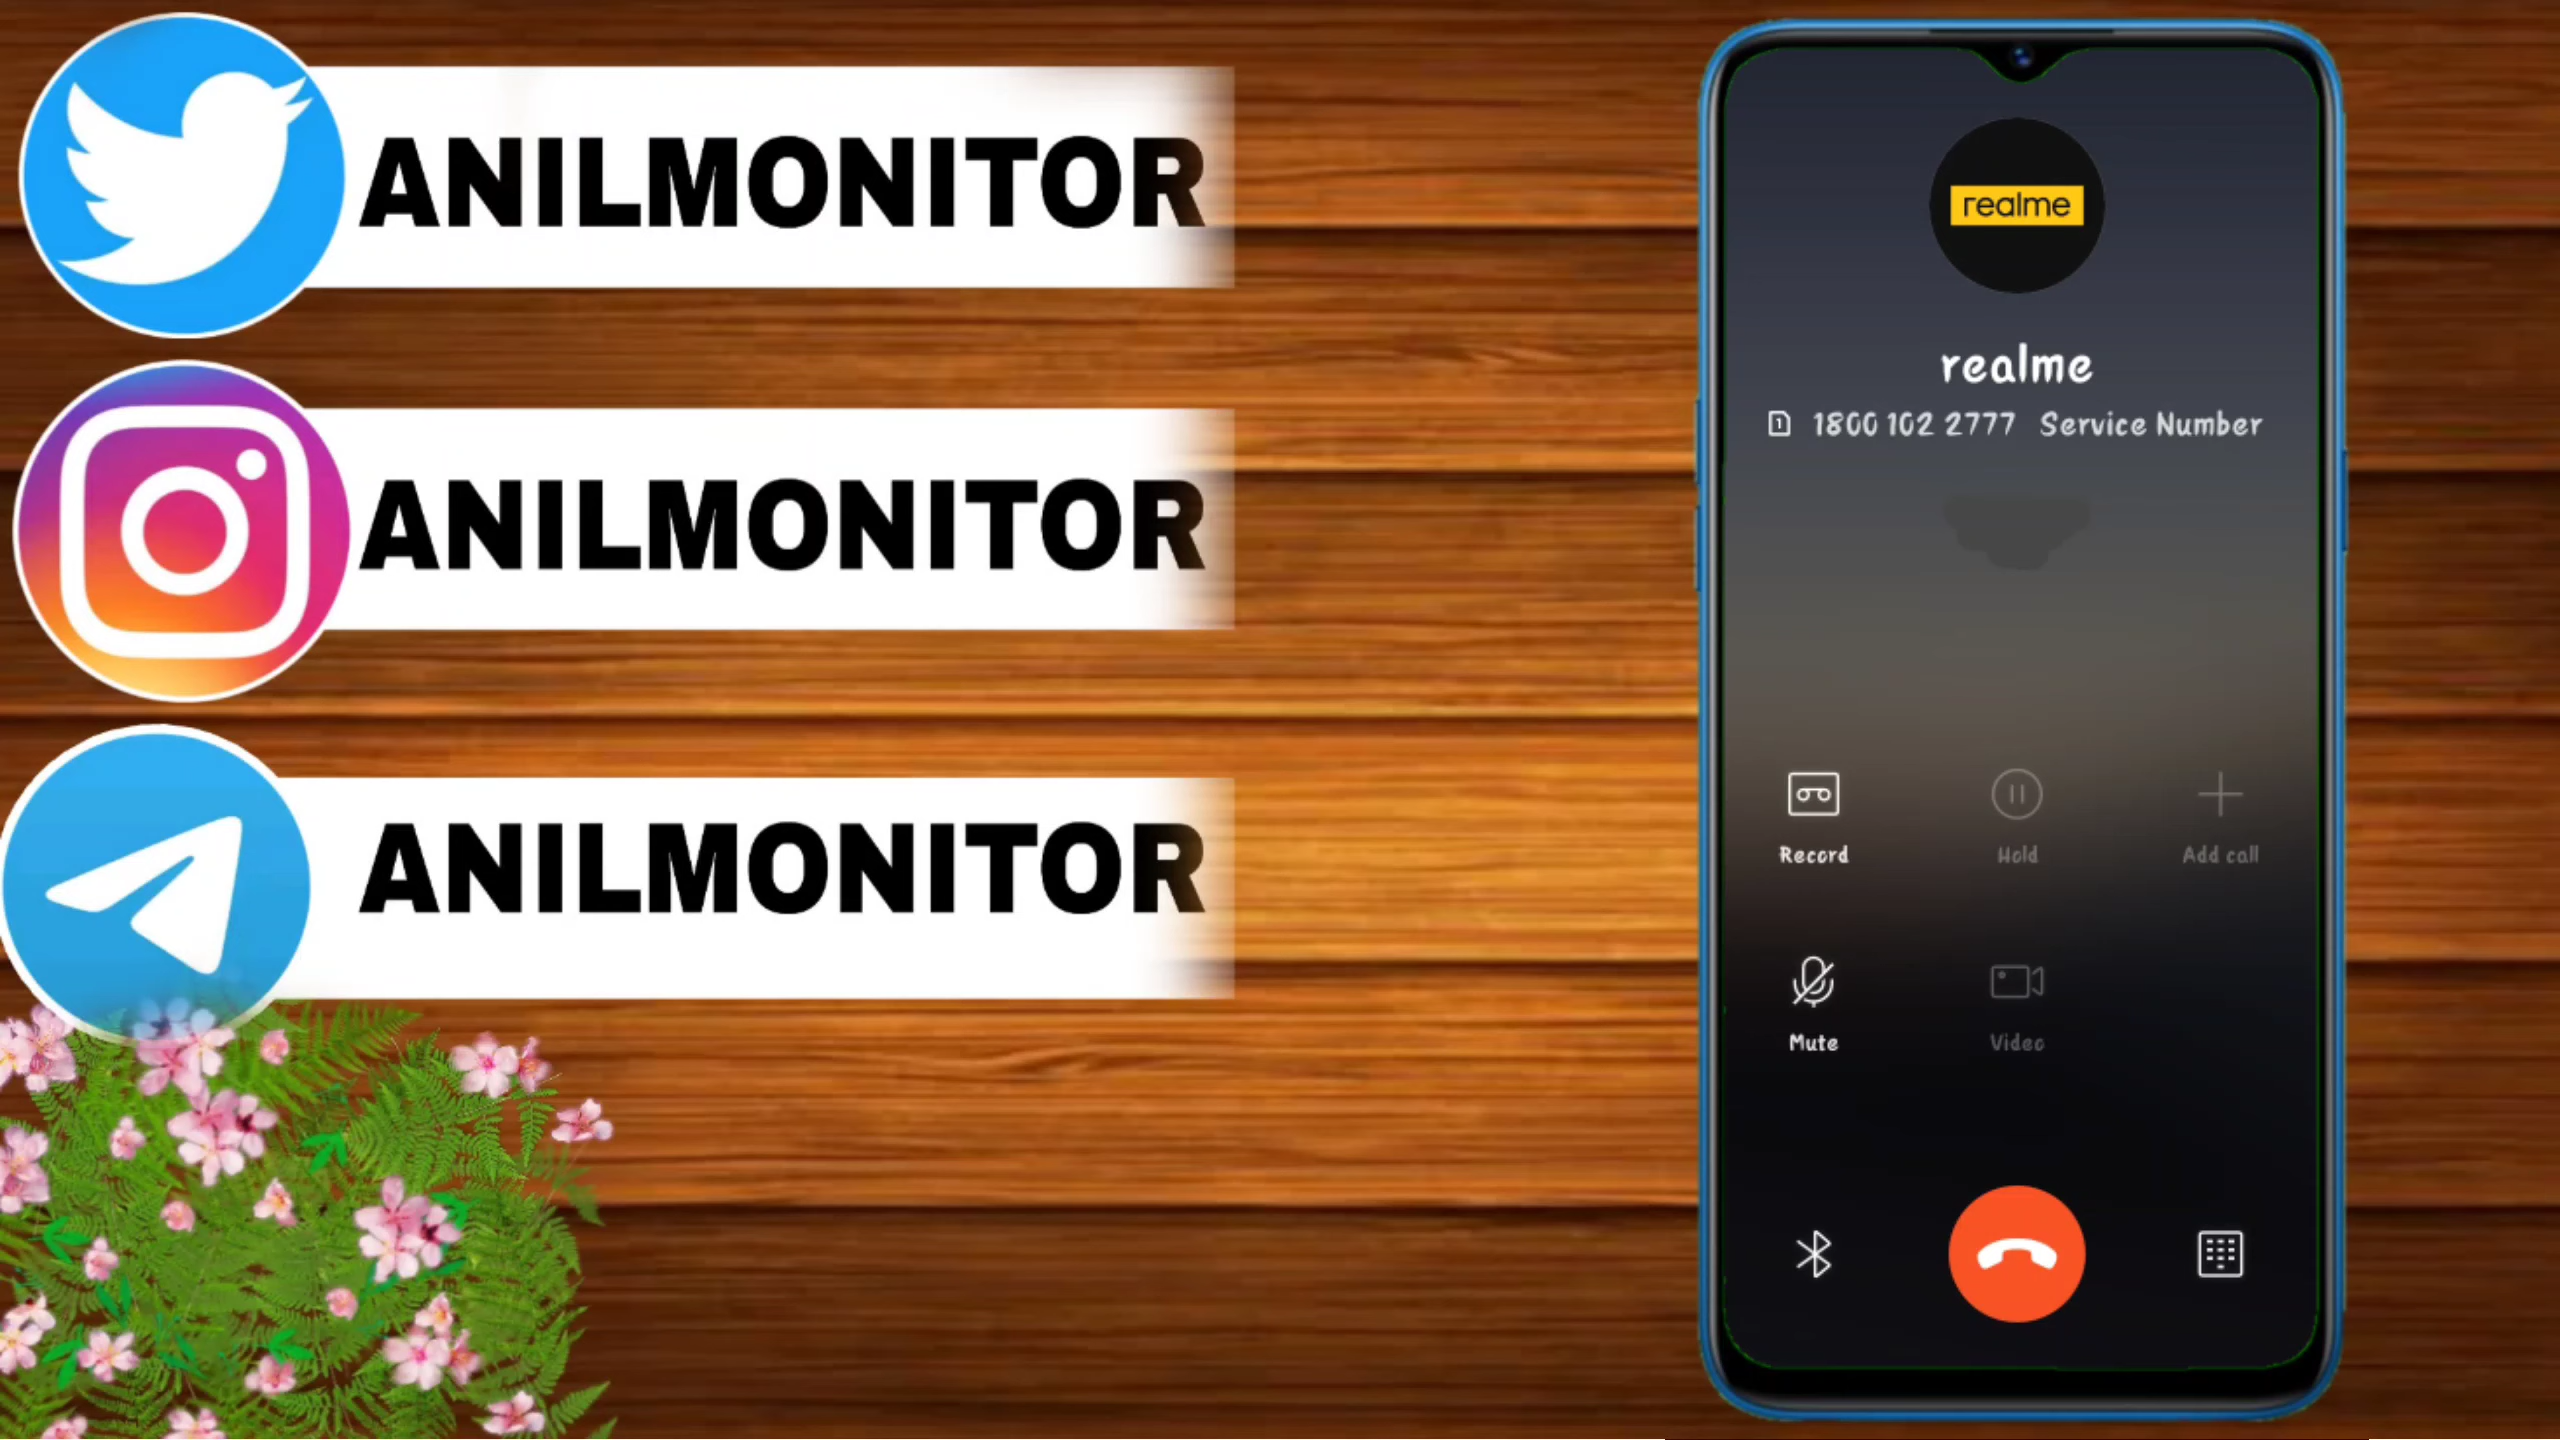 ANILMONITOR
ANILMONITOR
ANILMONITOR
realme
realme
1800 102 2777 Service Number
Record Hold Add call
Mute Video